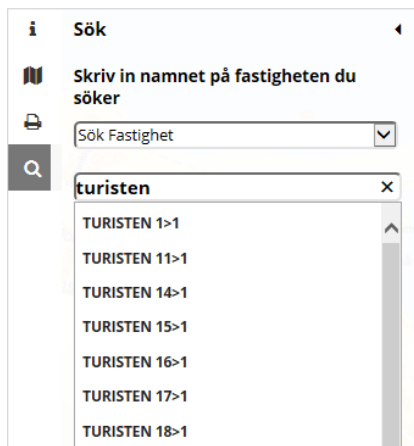 Sök
Skriv in namnet på fastigheten du
söker
Sök Fastighet
turisten
TURISTEN 1>1
TURISTEN 11>1
TURISTEN 14>1
TURISTEN 15>1
TURISTEN 16>1
TURISTEN 17>1
TURISTEN 18>1